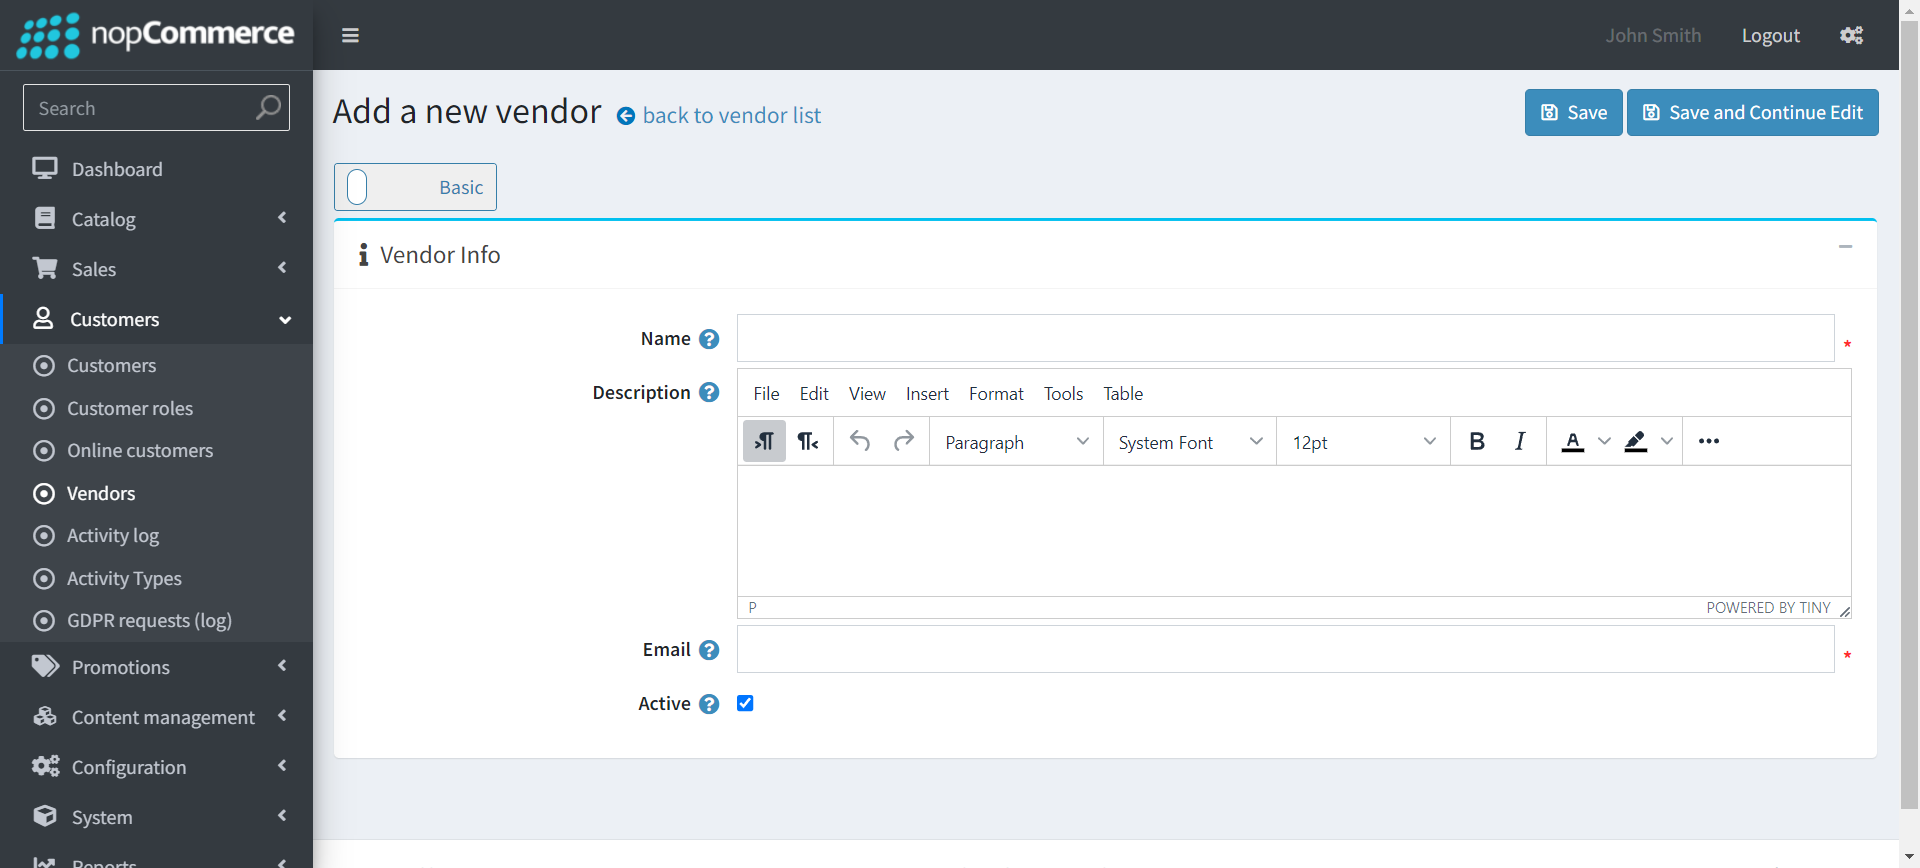 nopCommerce
John Smith
Logout
Search
Add a new vendor
back to vendor list
Save
Save and Continue Edit
Dashboard
Catalog
Sales
Customers
Customers
Customer roles
Online customers
Vendors
Activity log
Activity Types
GDPR requests (log)
Promotions
Content management
Configuration
System
Reports
Basic
Vendor Info
Name
*
Description
File Edit View Insert Format Tools Table
Paragraph System Font 12pt B I A
P
POWERED BY TINY
Email
*
Active